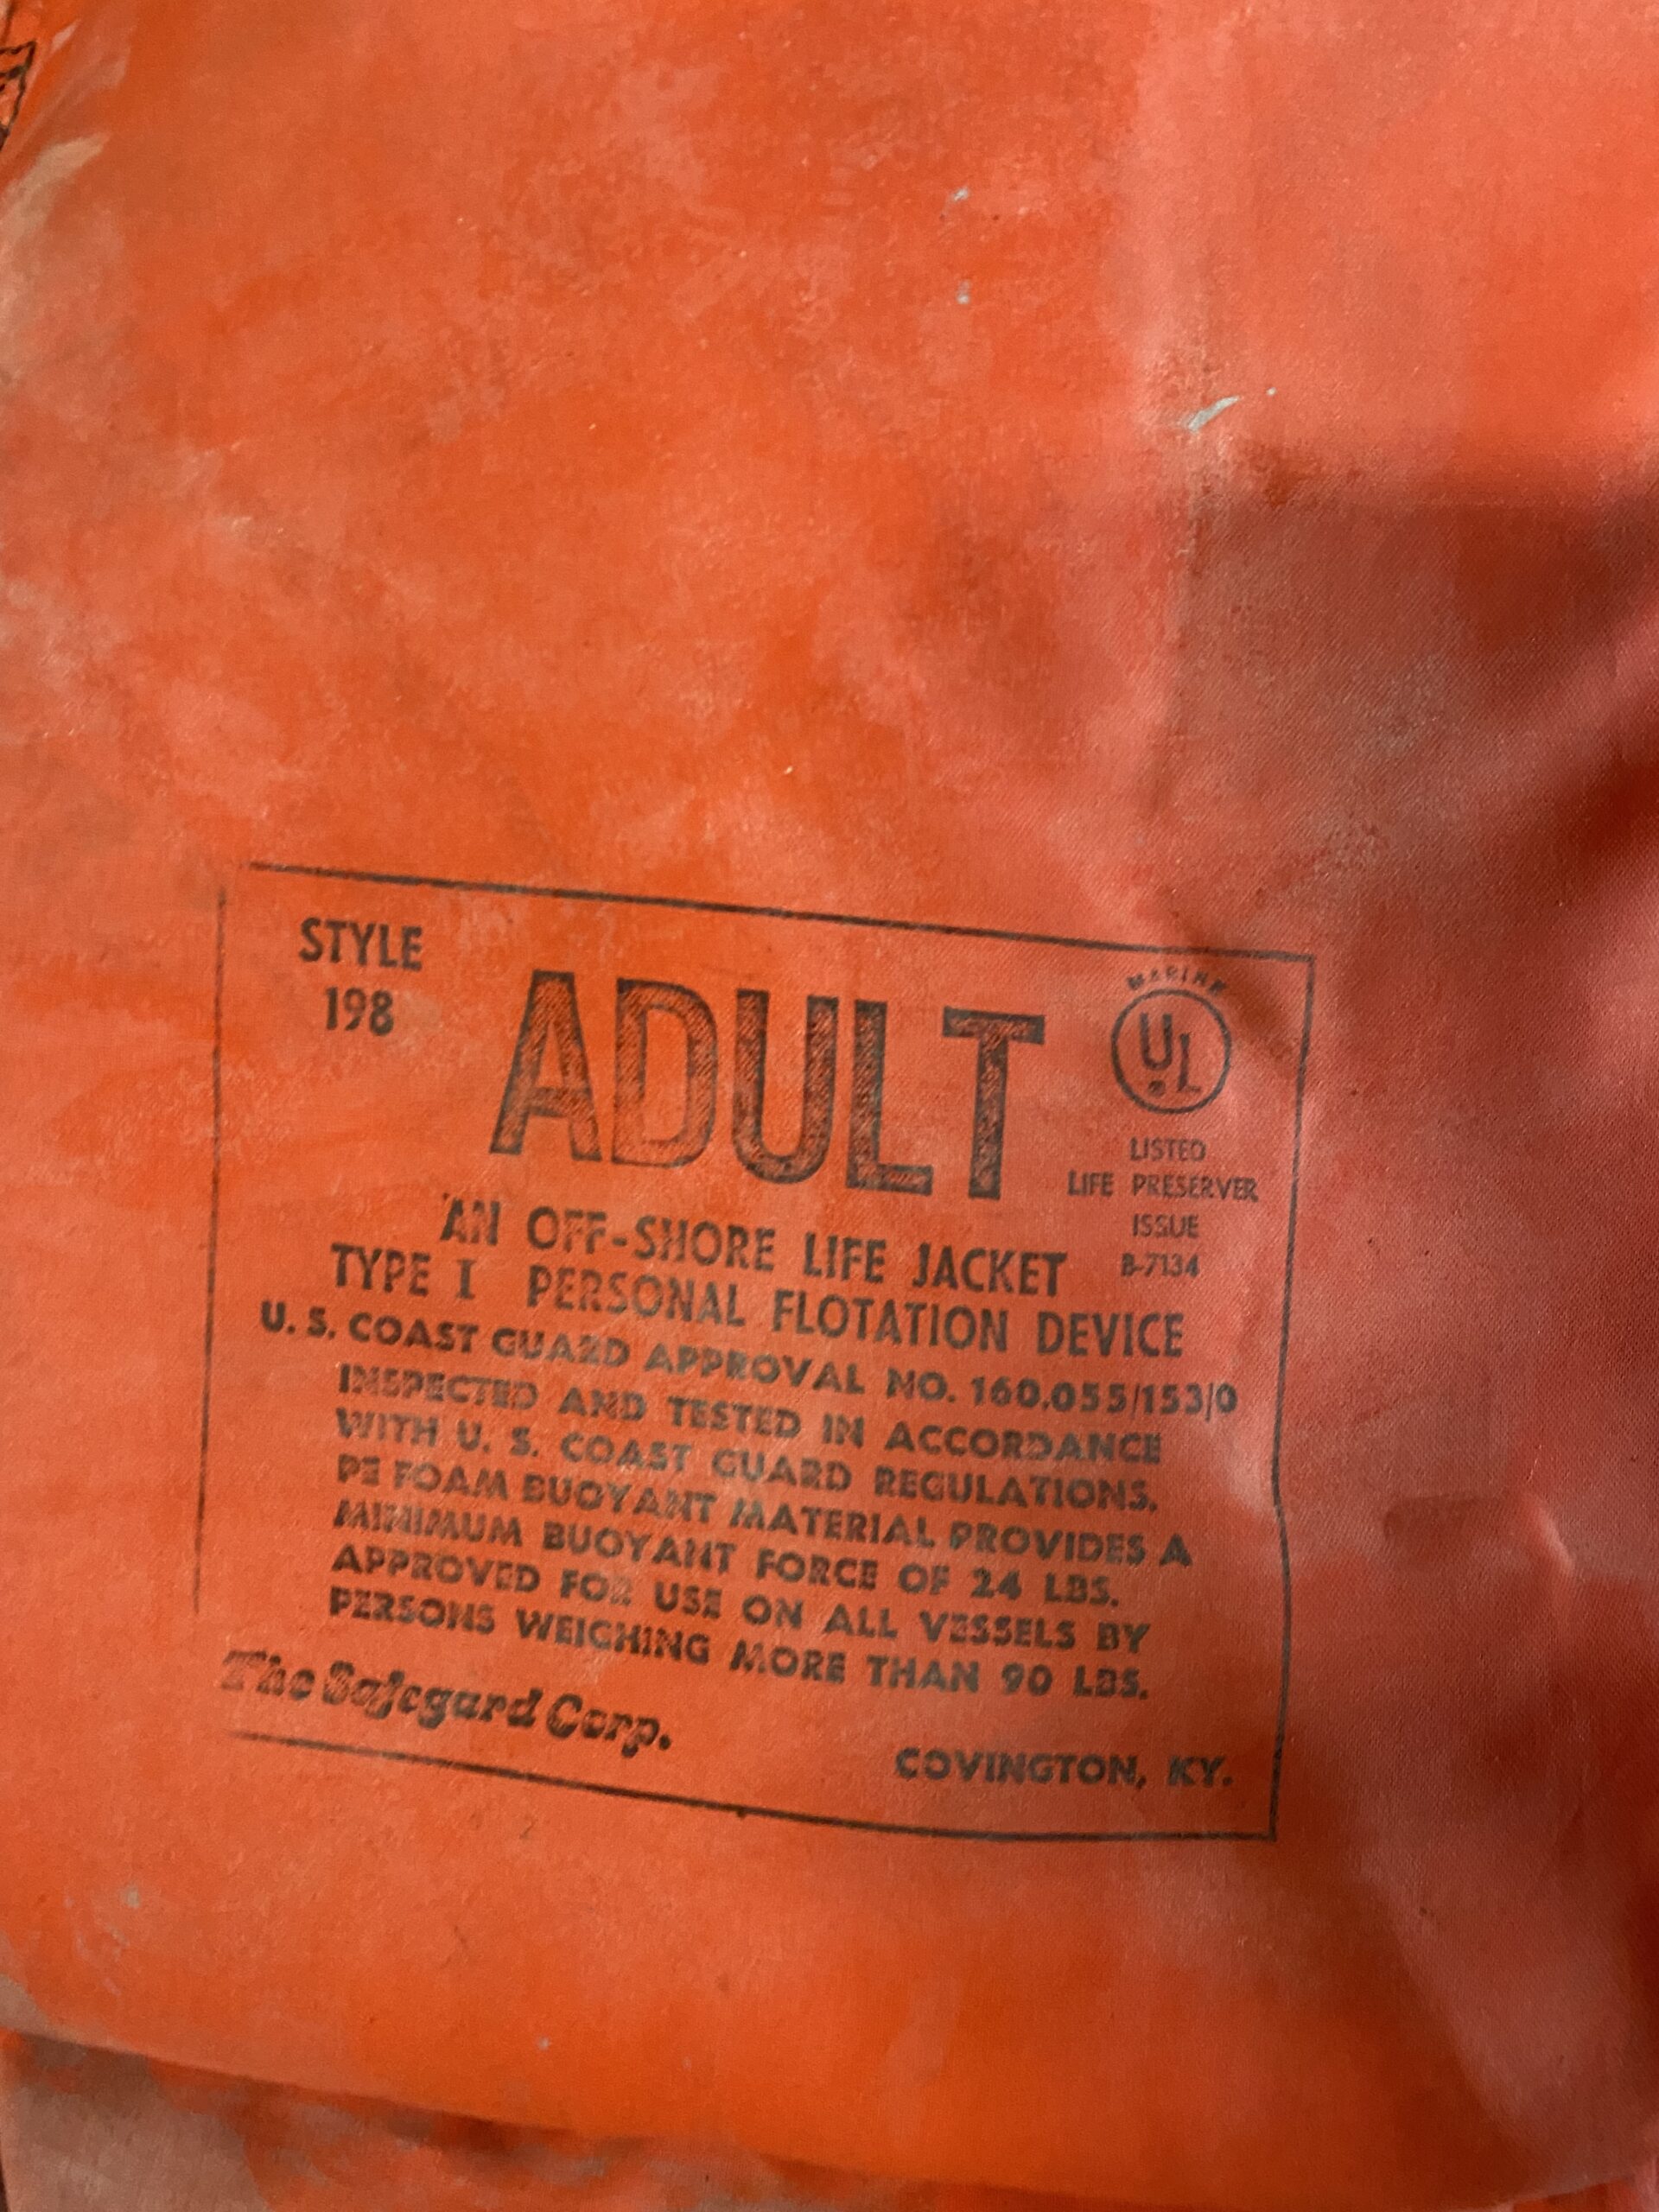 STYLE
198
ADULT
MARINE
UL
LISTED
LIFE PRESERVER
ISSUE
B-7134
AN OFF-SHORE LIFE JACKET
TYPE I PERSONAL FLOTATION DEVICE
U. S. COAST GUARD APPROVAL NO. 160.055/153/0
INSPECTED AND TESTED IN ACCORDANCE
WITH U. S. COAST GUARD REGULATIONS.
PE FOAM BUOYANT MATERIAL PROVIDES A
MINIMUM BUOYANT FORCE OF 24 LBS.
APPROVED FOR USE ON ALL VESSELS BY
PERSONS WEIGHING MORE THAN 90 LBS.
The Safegard Corp.
COVINGTON, KY.